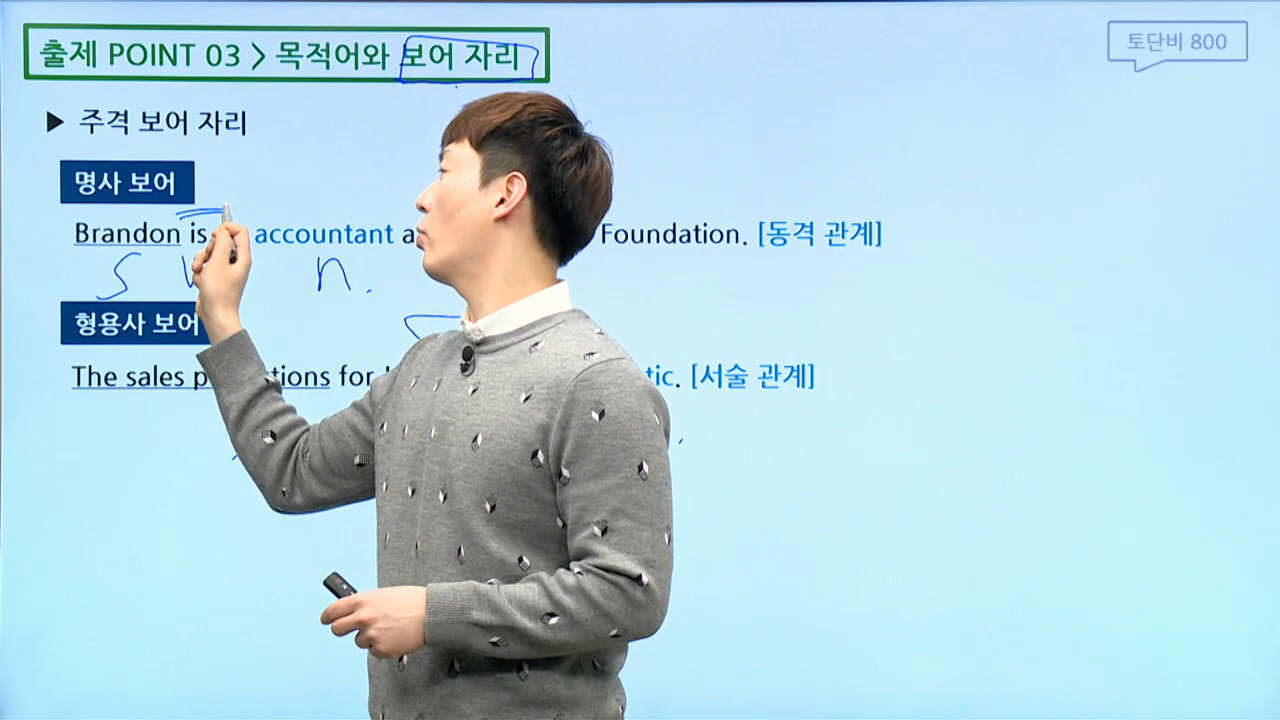 출제 POINT 03 > 목적어와 보어 자리
토단비 800
▶ 주격 보어 자리
명사 보어
Brandon is accountant Foundation. [동격 관계]
S n.
형용사 보어
The sales for [서술 관계]